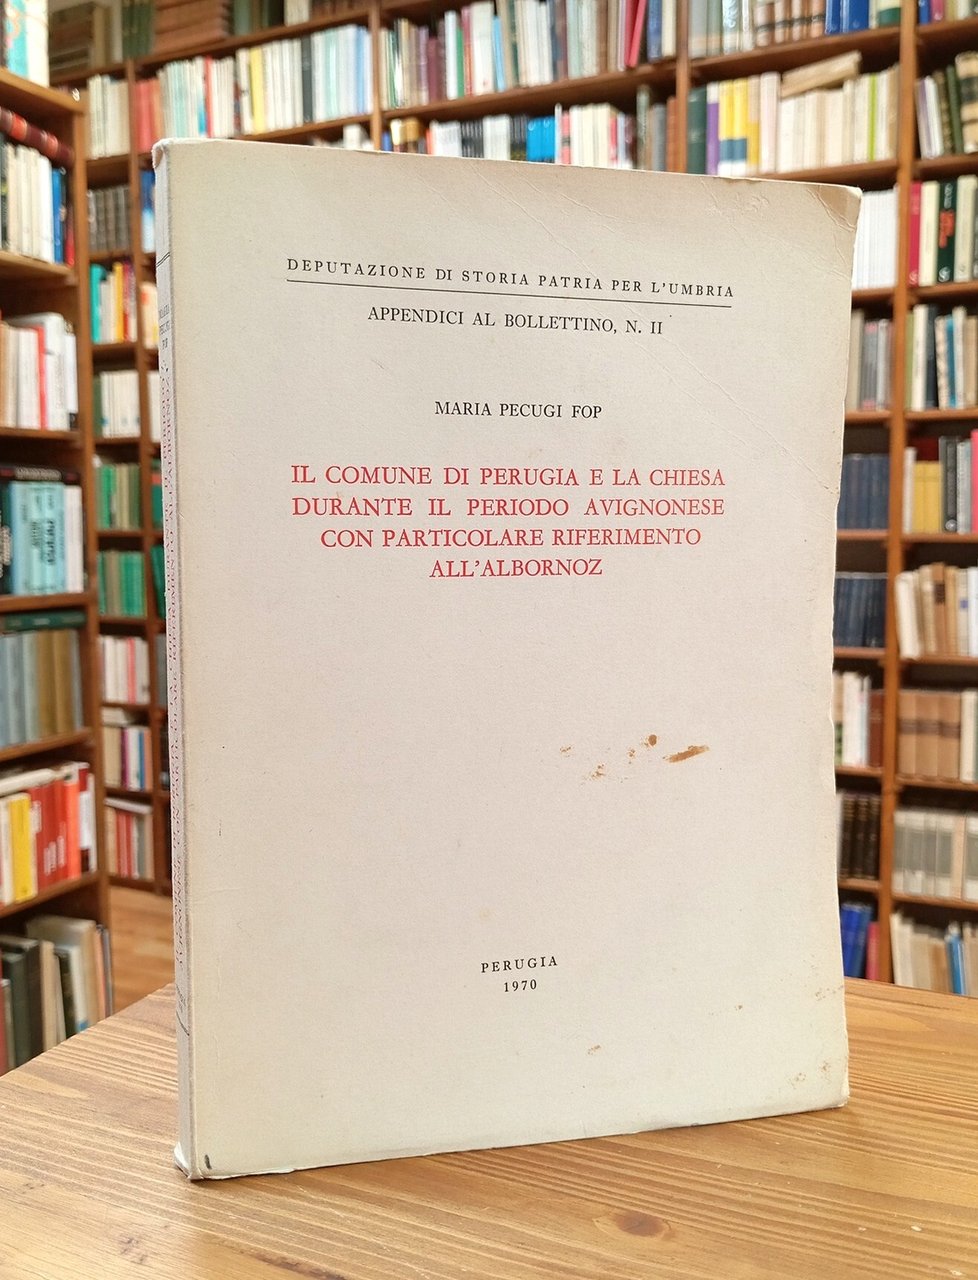 DEPUTAZIONE DI STORIA PATRIA PER L'UMBRIA
APPENDICI AL BOLLETTINO, N. II
MARIA PECUGI FOP
IL COMUNE DI PERUGIA E LA CHIESA
DURANTE IL PERIODO AVIGNONESE
CON PARTICOLARE RIFERIMENTO
ALL'ALBORNOZ
PERUGIA
1970